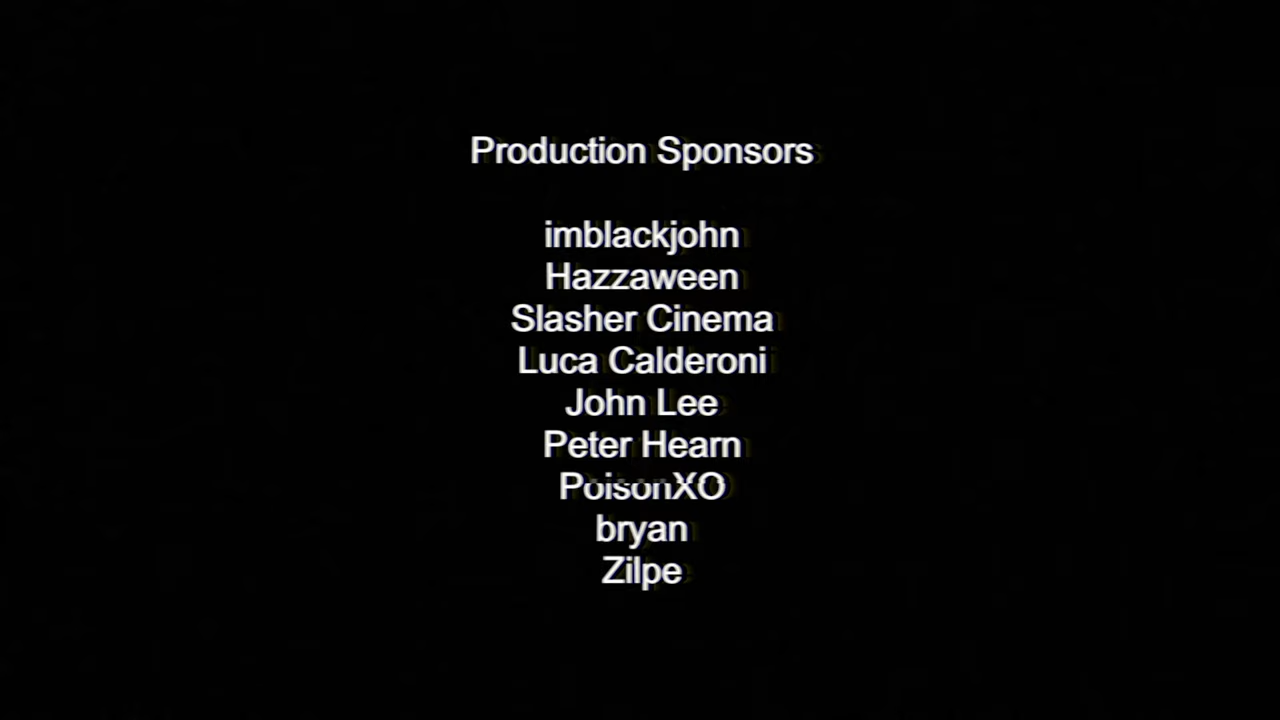 Production Sponsors
imblackjohn
Hazzaween
Slasher Cinema
Luca Calderoni
John Lee
Peter Hearn
PoisonXO
bryan
Zilpe